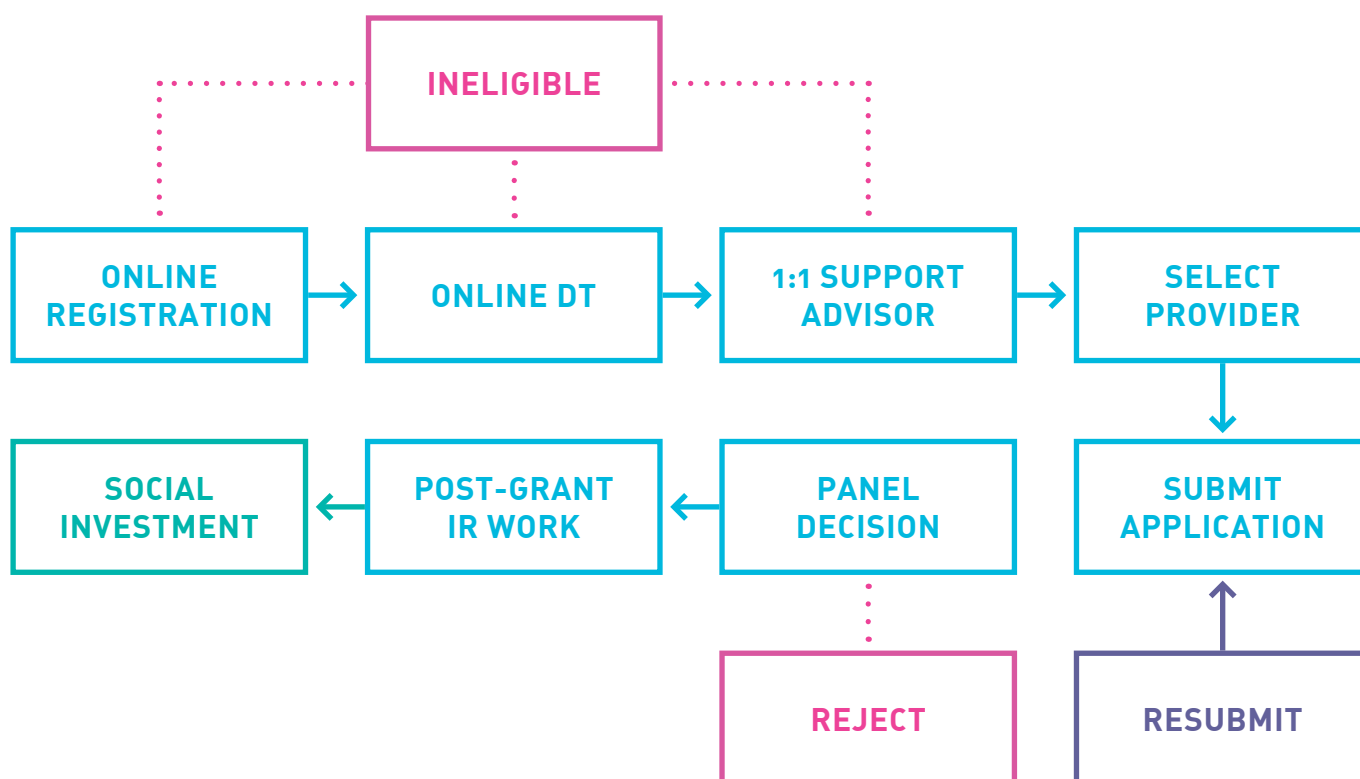 INELIGIBLE
ONLINE
REGISTRATION
ONLINE DT
1:1 SUPPORT
ADVISOR
SELECT
PROVIDER
SOCIAL
INVESTMENT
POST-GRANT
IR WORK
PANEL
DECISION
SUBMIT
APPLICATION
REJECT
RESUBMIT